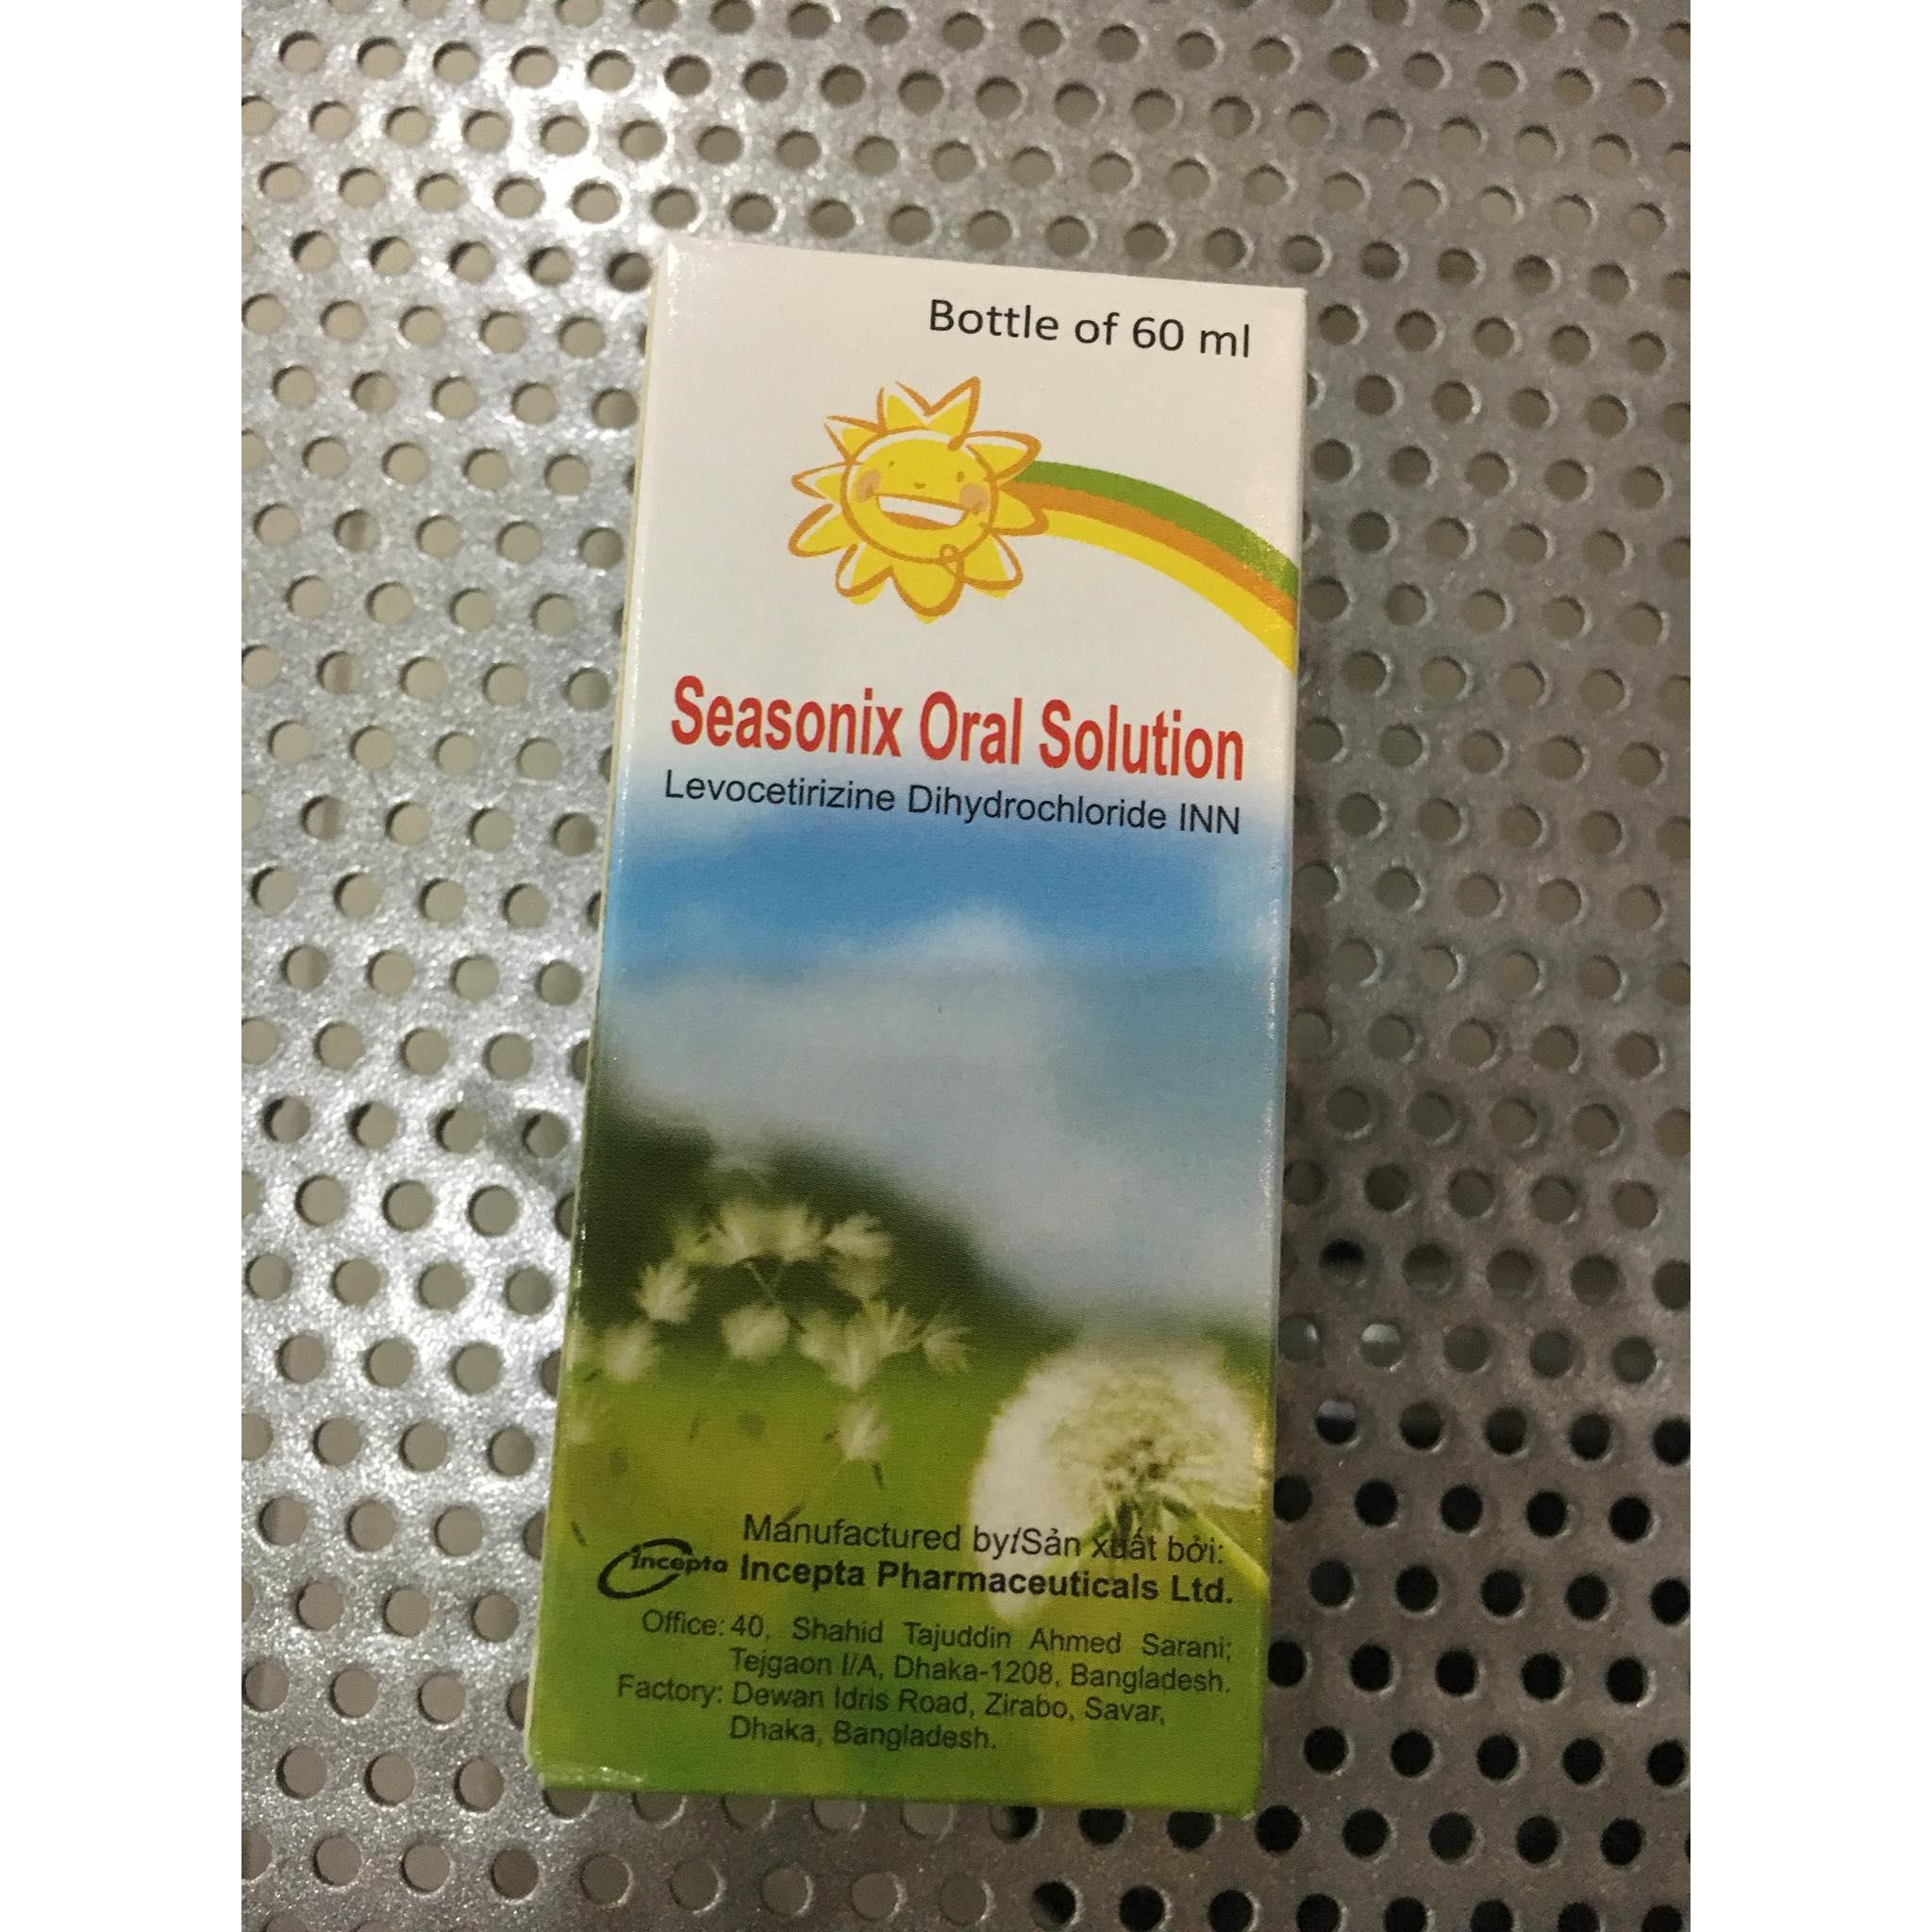 Bottle of 60 ml
Seasonix Oral Solution
Levocetirizine Dihydrochloride INN
Manufactured by/Sản xuất bởi:
incepta Incepta Pharmaceuticals Ltd.
Office: 40, Shahid Tajuddin Ahmed Sarani;
Tejgaon I/A, Dhaka-1208, Bangladesh.
Factory: Dewan Idris Road, Zirabo, Savar,
Dhaka, Bangladesh.